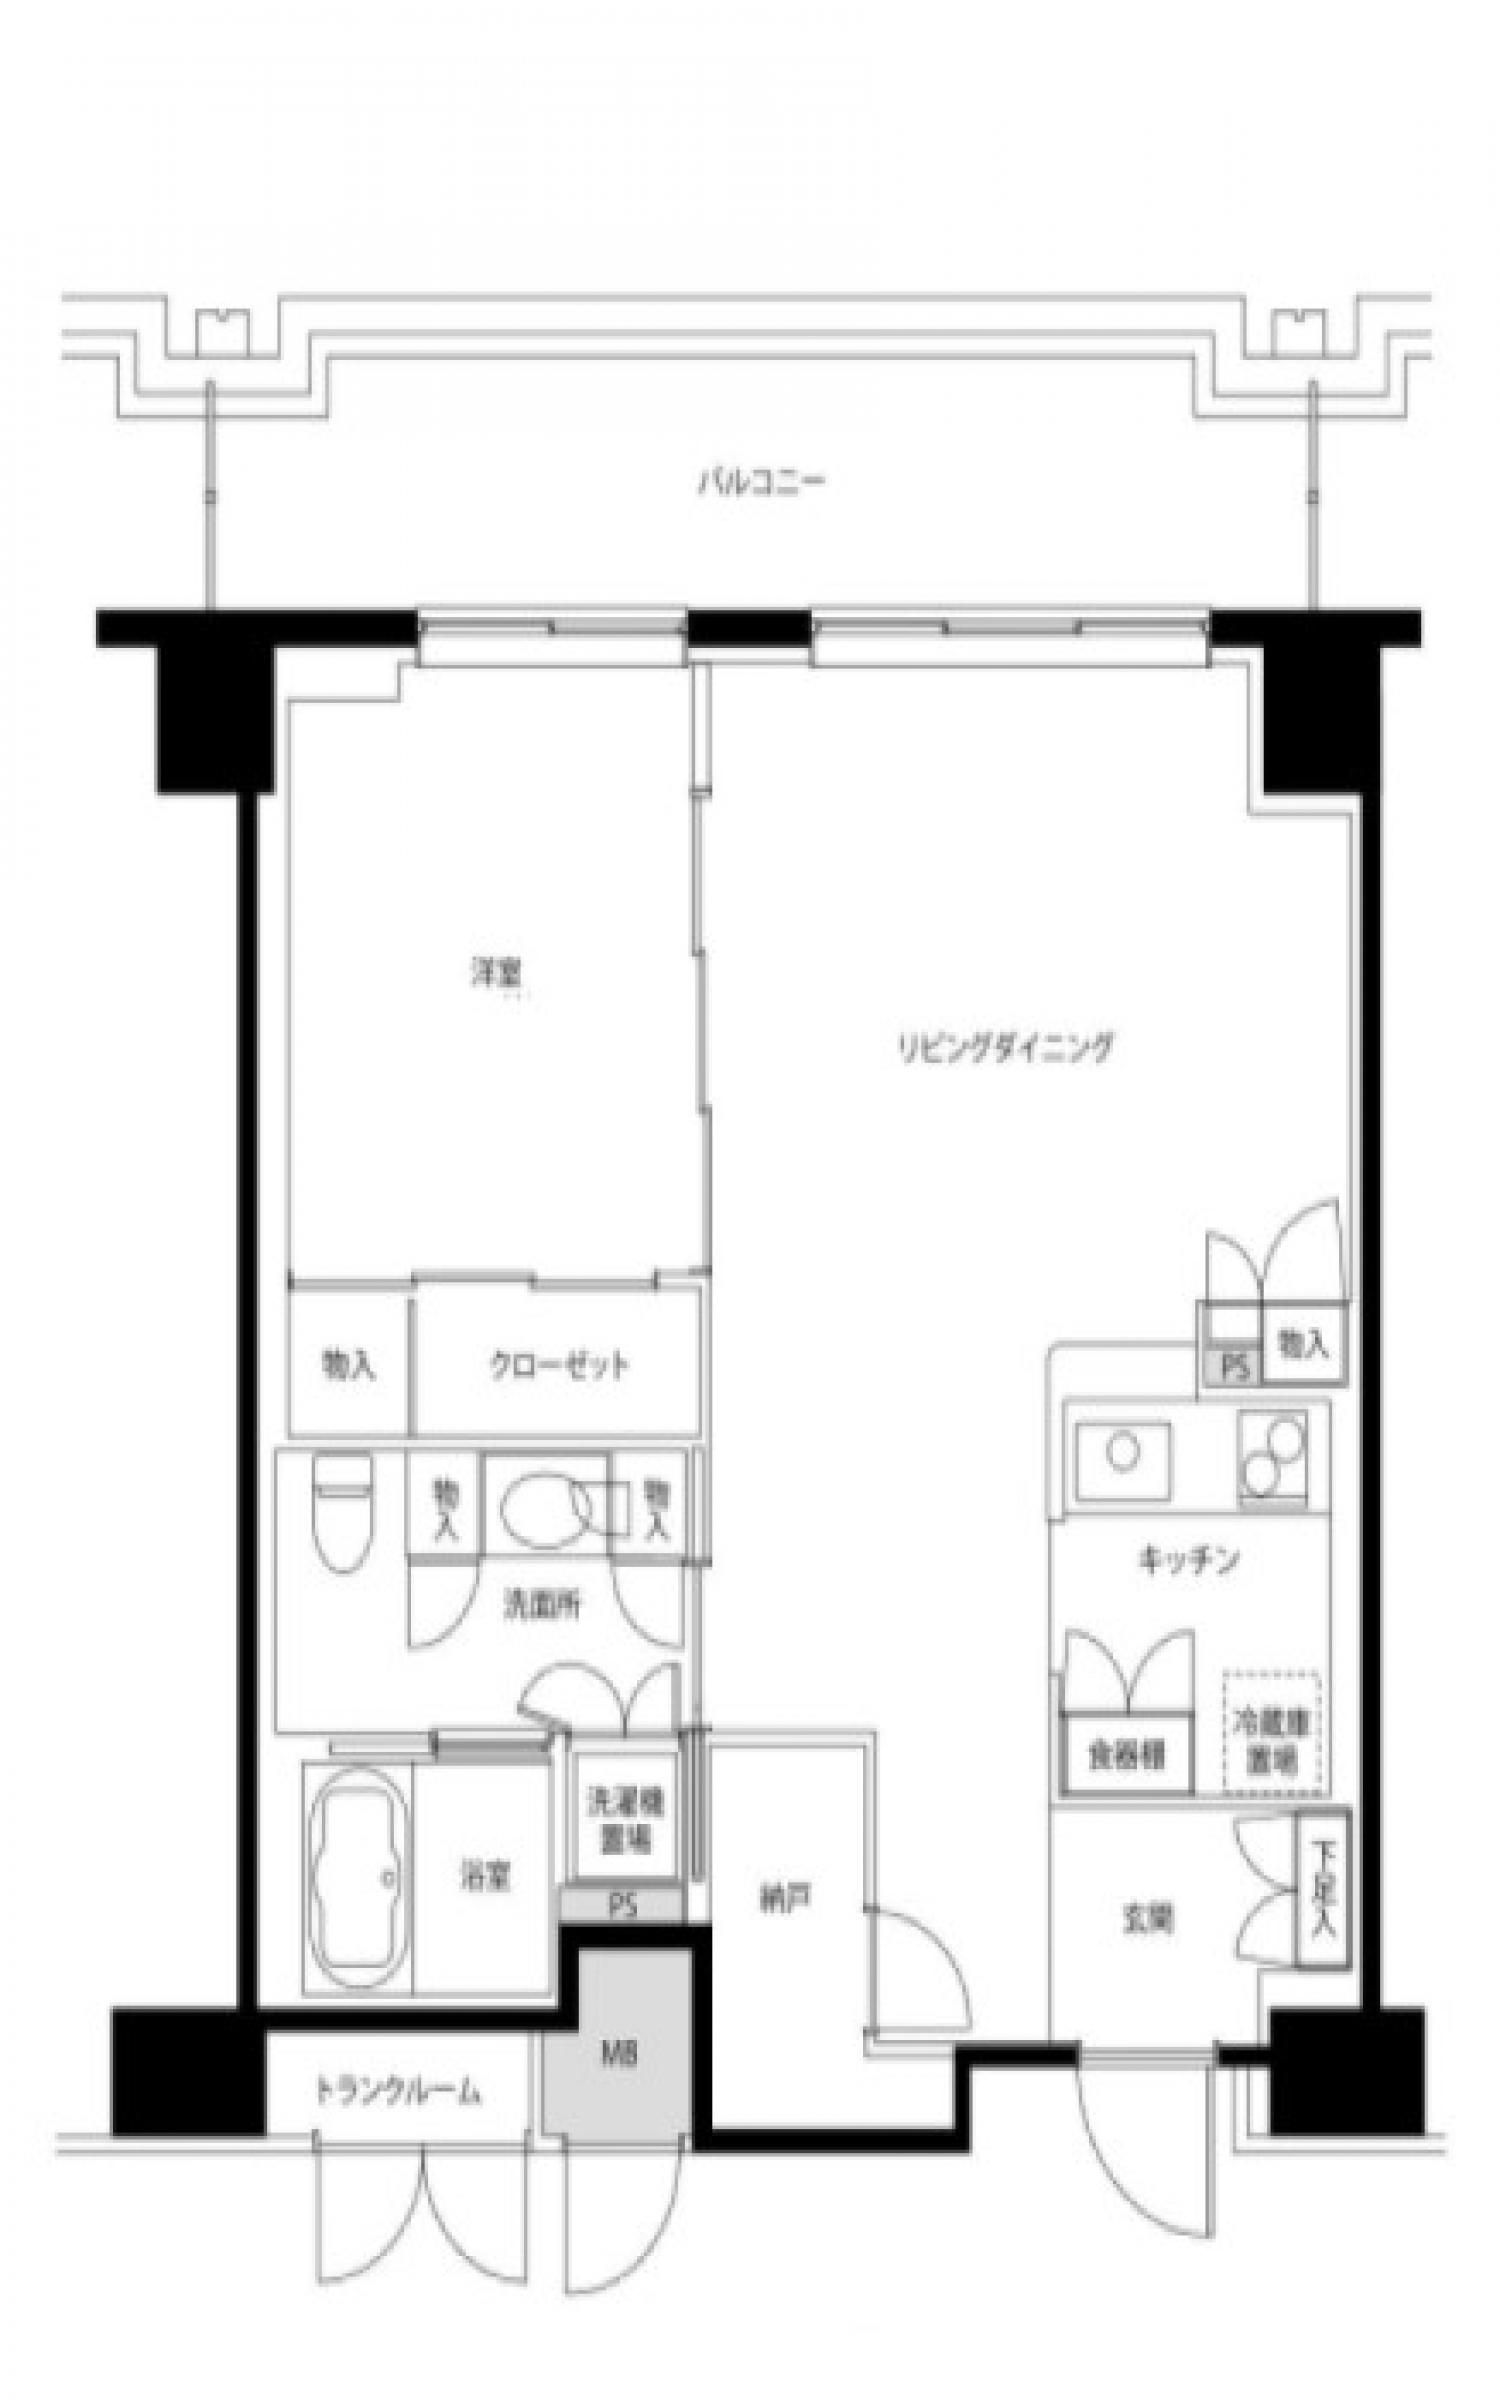 バルコニー
洋室
リビングダイニング
物入
PS
物入
クローゼット
物入
物入
洗面所
キッチン
食器棚
冷蔵庫
置場
洗濯機
置場
浴室
PS
納戸
玄関
下足入
MB
トランクルーム